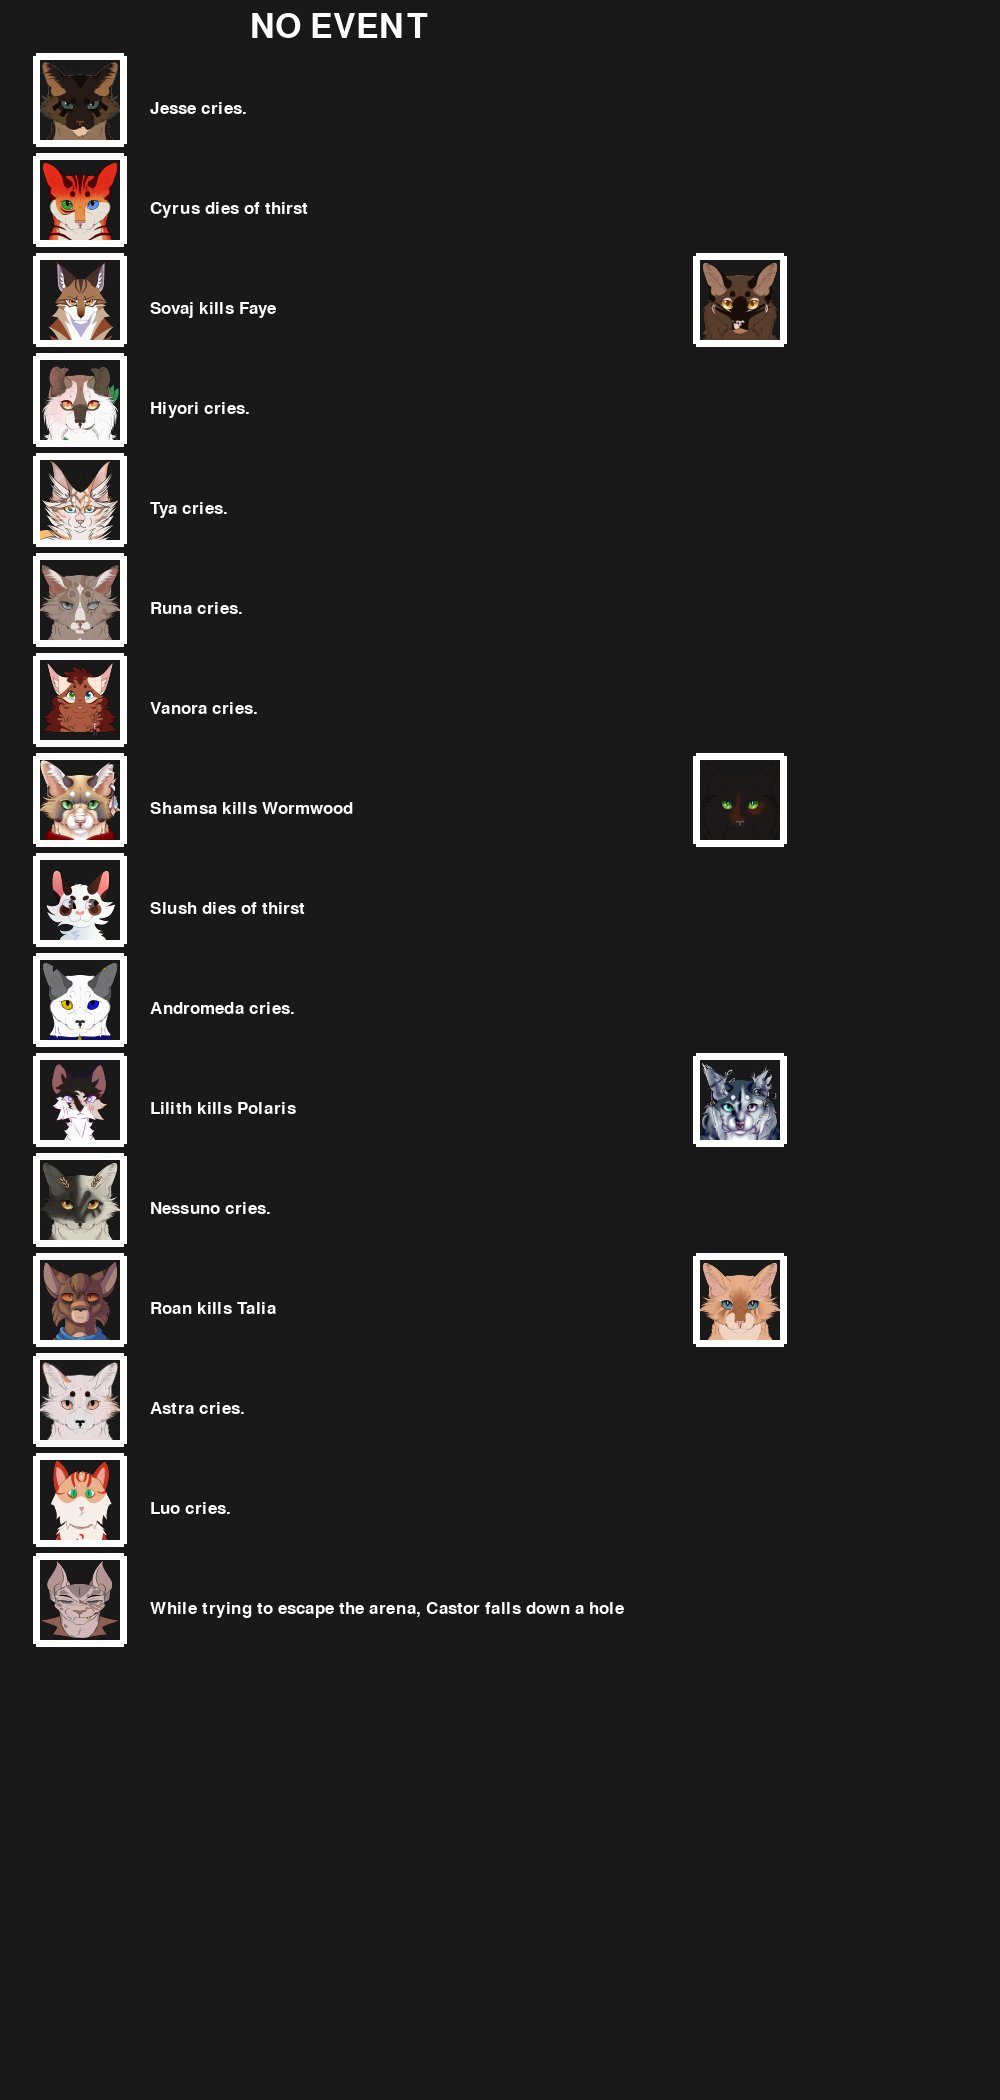 NO EVENT
Jesse cries.
Cyrus dies of thirst
Sovaj kills Faye
Hiyori cries.
Tya cries.
Runa cries.
Vanora cries.
Shamsa kills Wormwood
Slush dies of thirst
Andromeda cries.
Lilith kills Polaris
Nessuno cries.
Roan kills Talia
Astra cries.
Luo cries.
While trying to escape the arena, Castor falls down a hole